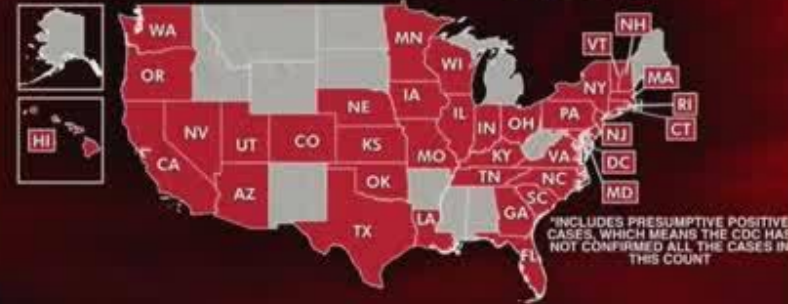 NH
VT
WA
MN
MA
OR
WI
NY
IA
RI
NE
PA
IL
IN
OH
CT
NV
NJ
HI
UT
CO
KS
MO
KY
VA
DC
CA
TN
NC
OK
MD
AZ
SC
GA
LA
TX
FL
*INCLUDES PRESUMPTIVE POSITIVE
CASES, WHICH MEANS THE CDC HAS
NOT CONFIRMED ALL THE CASES IN
THIS COUNT